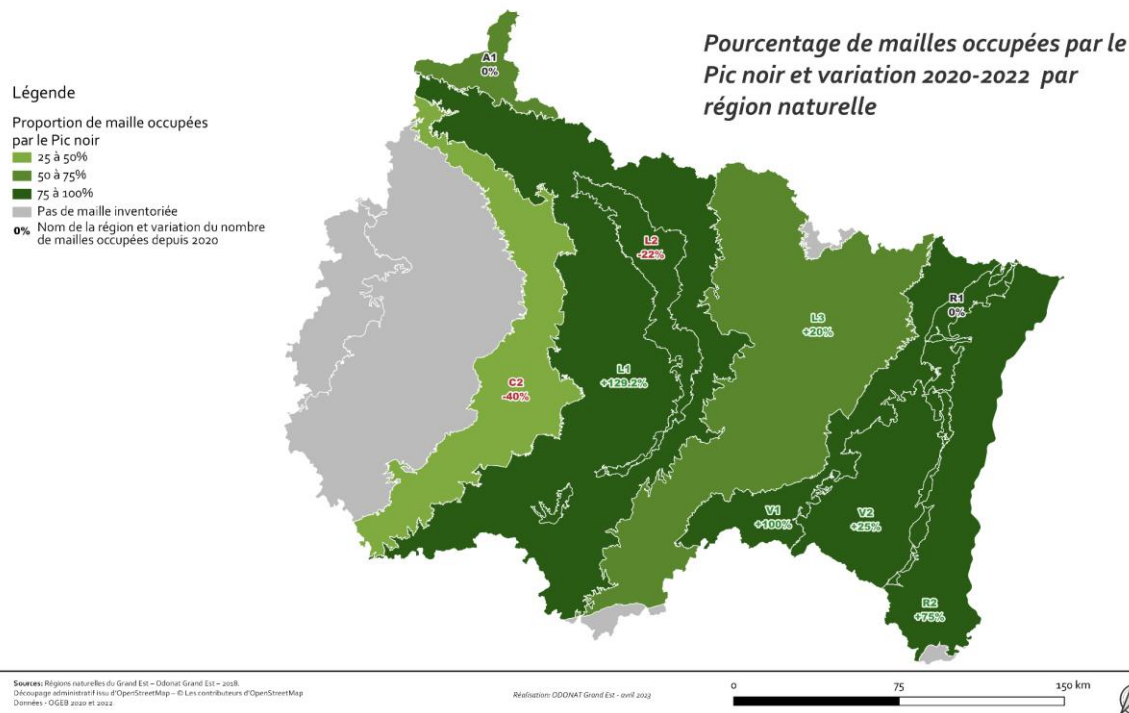 Pourcentage de mailles occupées par le
Pic noir et variation 2020-2022 par
région naturelle
Légende
Proportion de maille occupées
par le Pic noir
25 à 50%
50 à 75%
75 à 100%
Pas de maille inventoriée
0% Nom de la région et variation du nombre
de mailles occupées depuis 2020
A1
0%
L2
-22%
R1
0%
L3
+20%
C2
-40%
L1
+129.2%
V1
+100%
V2
+25%
R2
+75%
Sources: Régions naturelles du Grand Est – Odonat Grand Est – 2018.
Découpage administratif issu d'OpenStreetMap – © Les contributeurs d'OpenStreetMap
Données - OGEB 2020 et 2022
Réalisation: ODONAT Grand Est - avril 2023
0 75 150 km